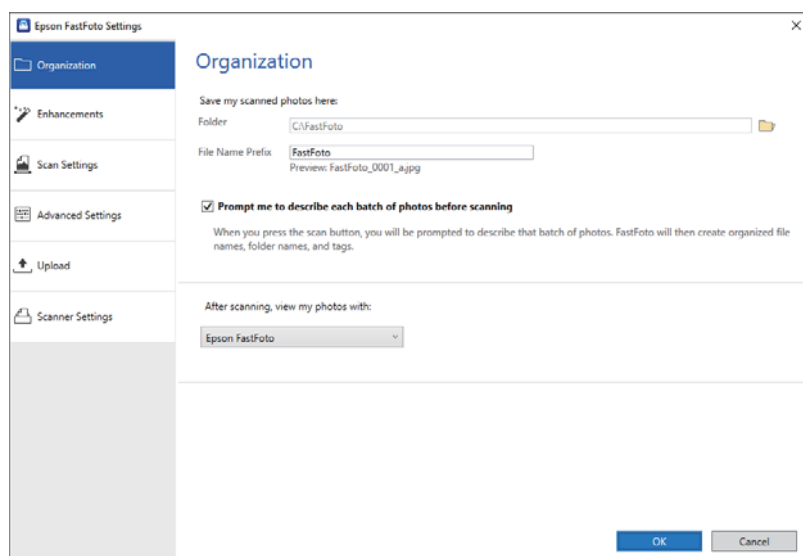 Epson FastFoto Settings
Organization
Enhancements
Scan Settings
Advanced Settings
Upload
Scanner Settings
Organization
Save my scanned photos here:
Folder
C:\FastFoto
File Name Prefix
FastFoto
Preview: FastFoto_0001_a.jpg
Prompt me to describe each batch of photos before scanning
When you press the scan button, you will be prompted to describe that batch of photos. FastFoto will then create organized file
names, folder names, and tags.
After scanning, view my photos with:
Epson FastFoto
OK
Cancel